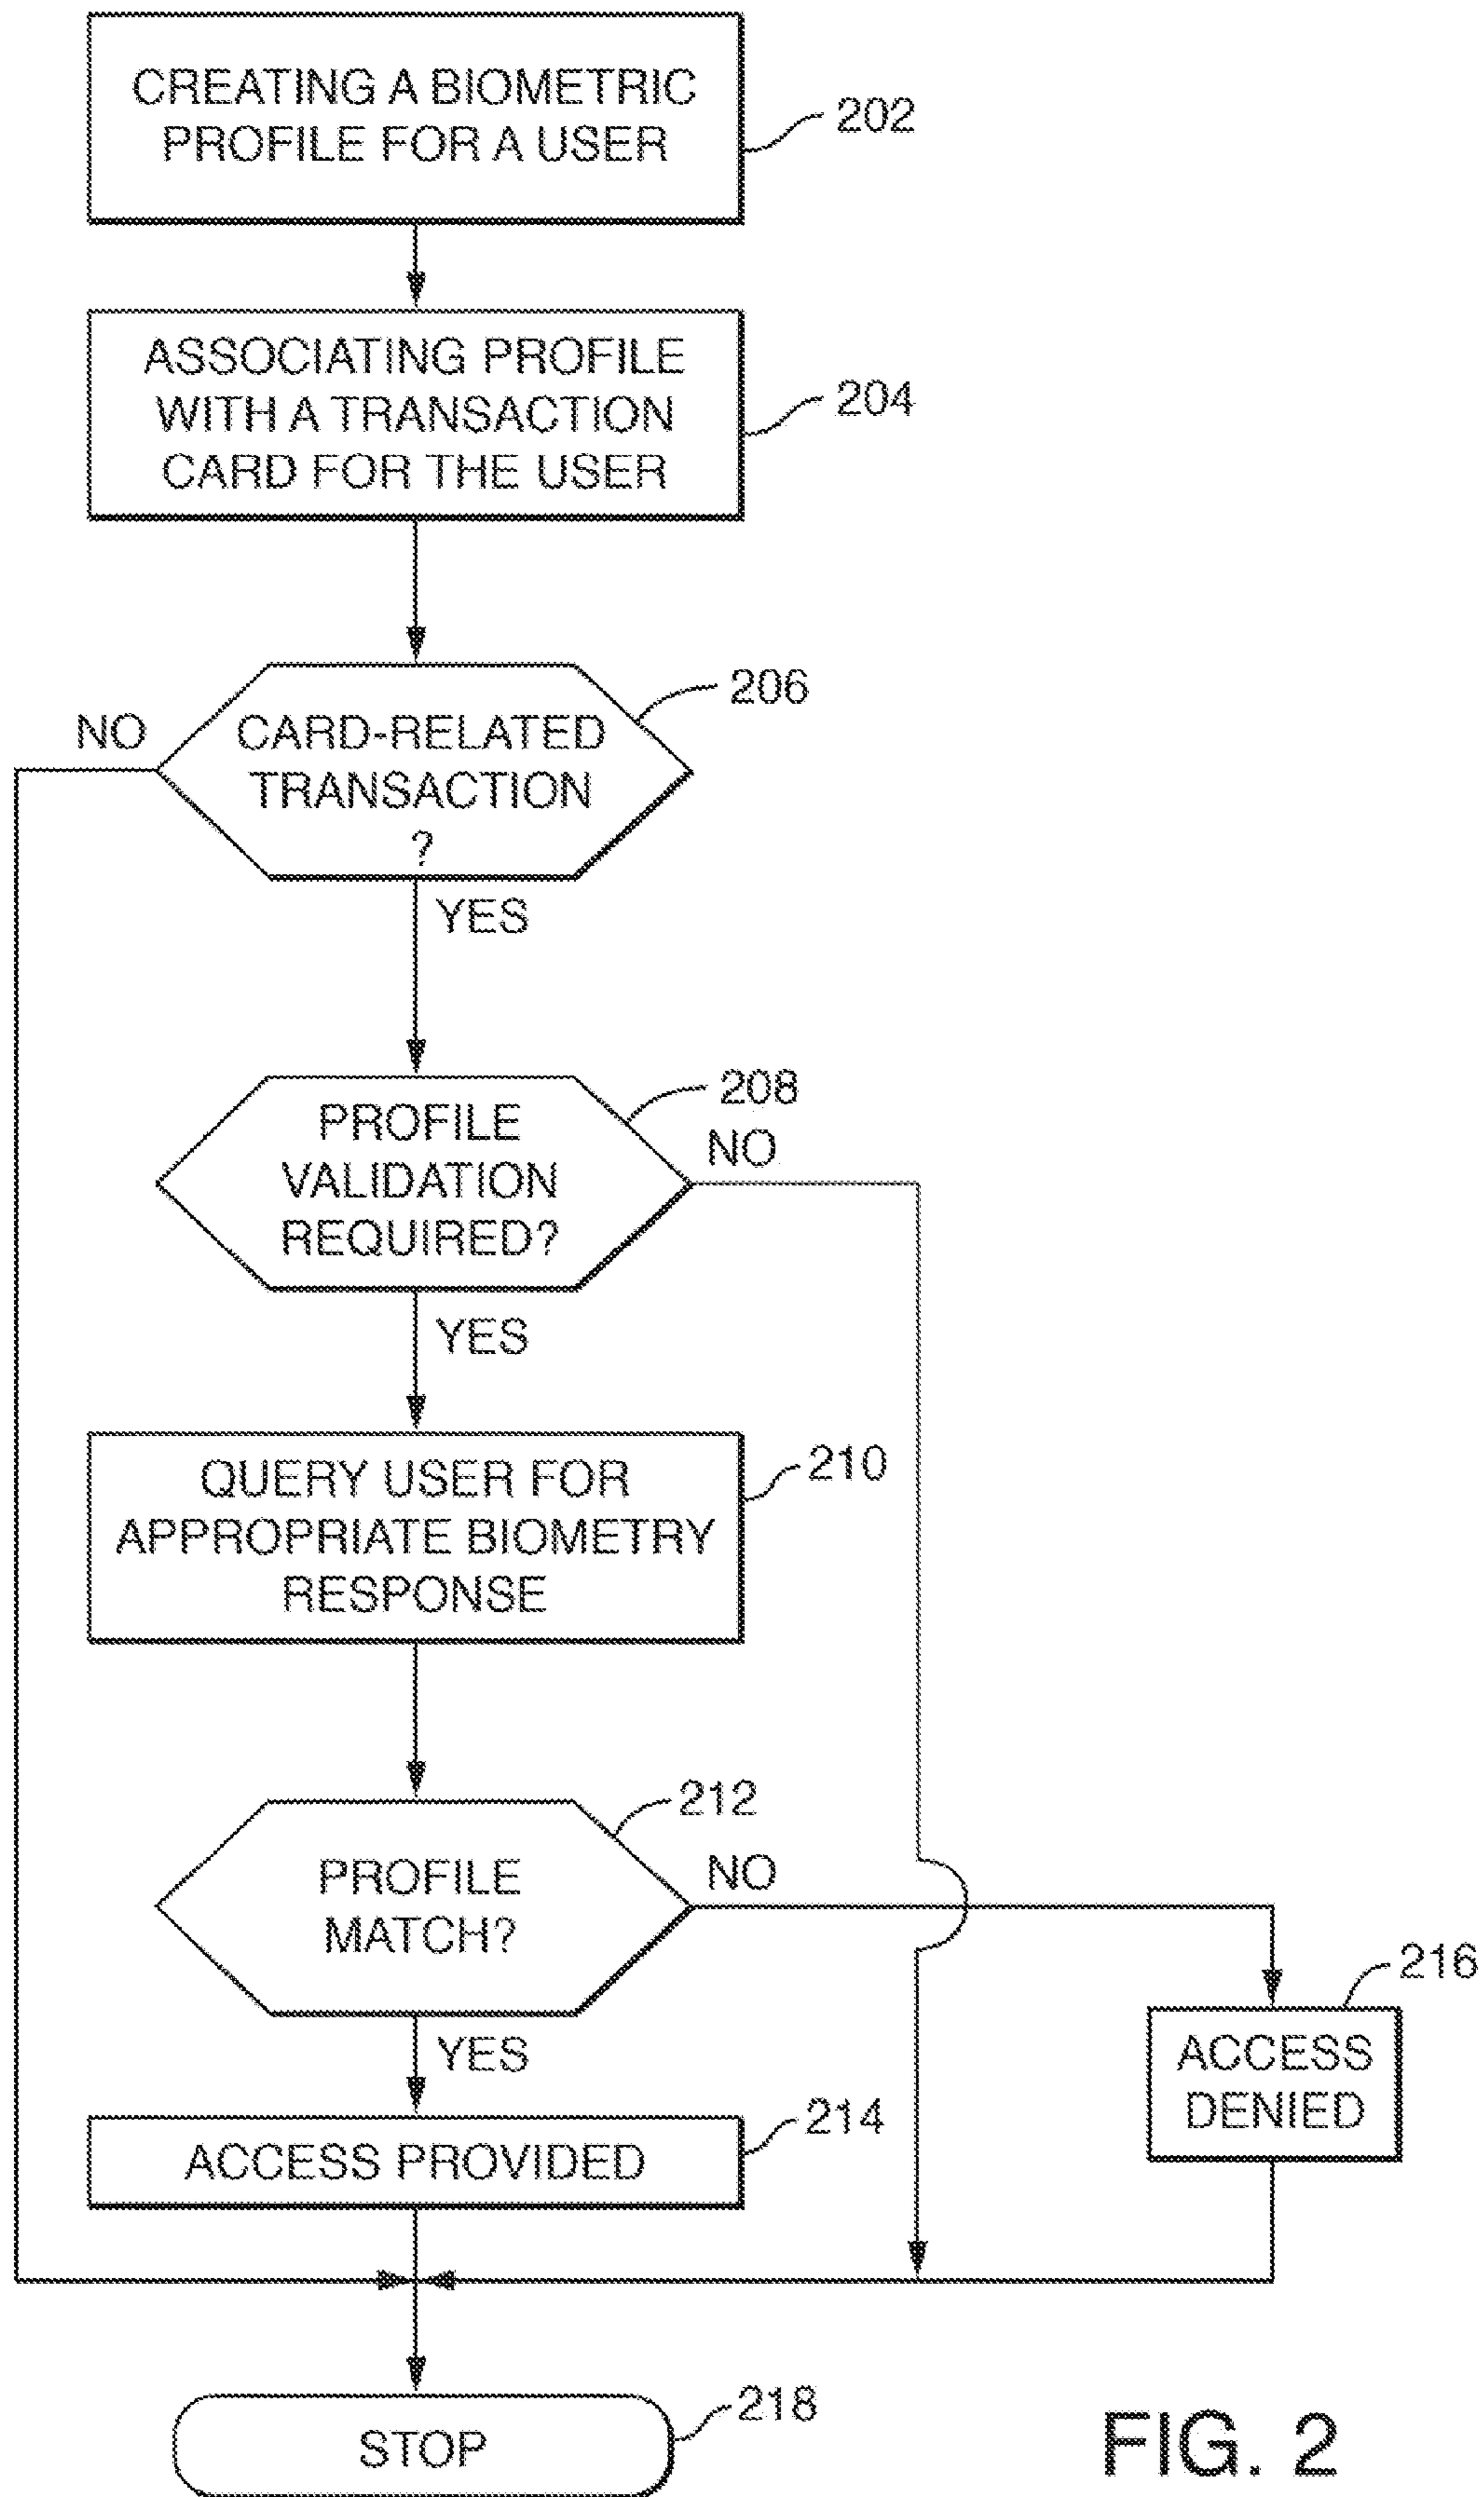 CREATING A BIOMETRIC
PROFILE FOR A USER
202
ASSOCIATING PROFILE
WITH A TRANSACTION
CARD FOR THE USER
204
206
NO
CARD-RELATED
TRANSACTION
?
YES
208
PROFILE
VALIDATION
REQUIRED?
NO
YES
QUERY USER FOR
APPROPRIATE BIOMETRY
RESPONSE
210
212
PROFILE
MATCH?
NO
YES
216
ACCESS
DENIED
214
ACCESS PROVIDED
218
STOP
FIG. 2